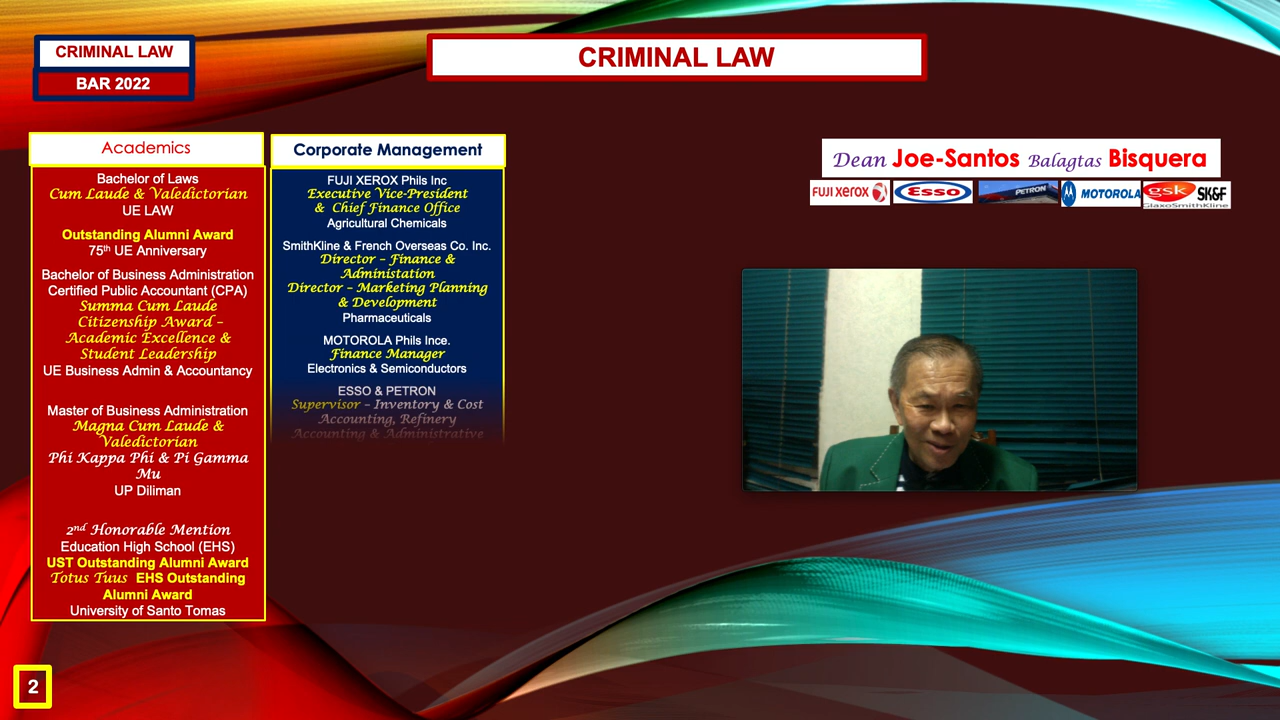 CRIMINAL LAW
BAR 2022
CRIMINAL LAW
Academics
Bachelor of Laws
Cum Laude & Valedictorian
UE LAW
Outstanding Alumni Award
75th UE Anniversary
Bachelor of Business Administration
Certified Public Accountant (CPA)
Summa Cum Laude
Citizenship Award –
Academic Excellence &
Student Leadership
UE Business Admin & Accountancy
Master of Business Administration
Magna Cum Laude &
Valedictorian
Phi Kappa Phi & Pi Gamma
Mu
UP Diliman
2nd Honorable Mention
Education High School (EHS)
UST Outstanding Alumni Award
Totus Tuus EHS Outstanding
Alumni Award
University of Santo Tomas
Corporate Management
FUJI XEROX Phils Inc
Executive Vice-President
& Chief Finance Office
Agricultural Chemicals
SmithKline & French Overseas Co. Inc.
Director – Finance &
Administation
Director – Marketing Planning
& Development
Pharmaceuticals
MOTOROLA Phils Ince.
Finance Manager
Electronics & Semiconductors
ESSO & PETRON
Supervisor – Inventory & Cost
Accounting, Refinery
Accounting & Administrative
Dean Joe-Santos Balagtas Bisquera
FUJI XEROX
Esso
PETRON
MOTOROLA
gsk
GlaxoSmithKline
SK&F
2